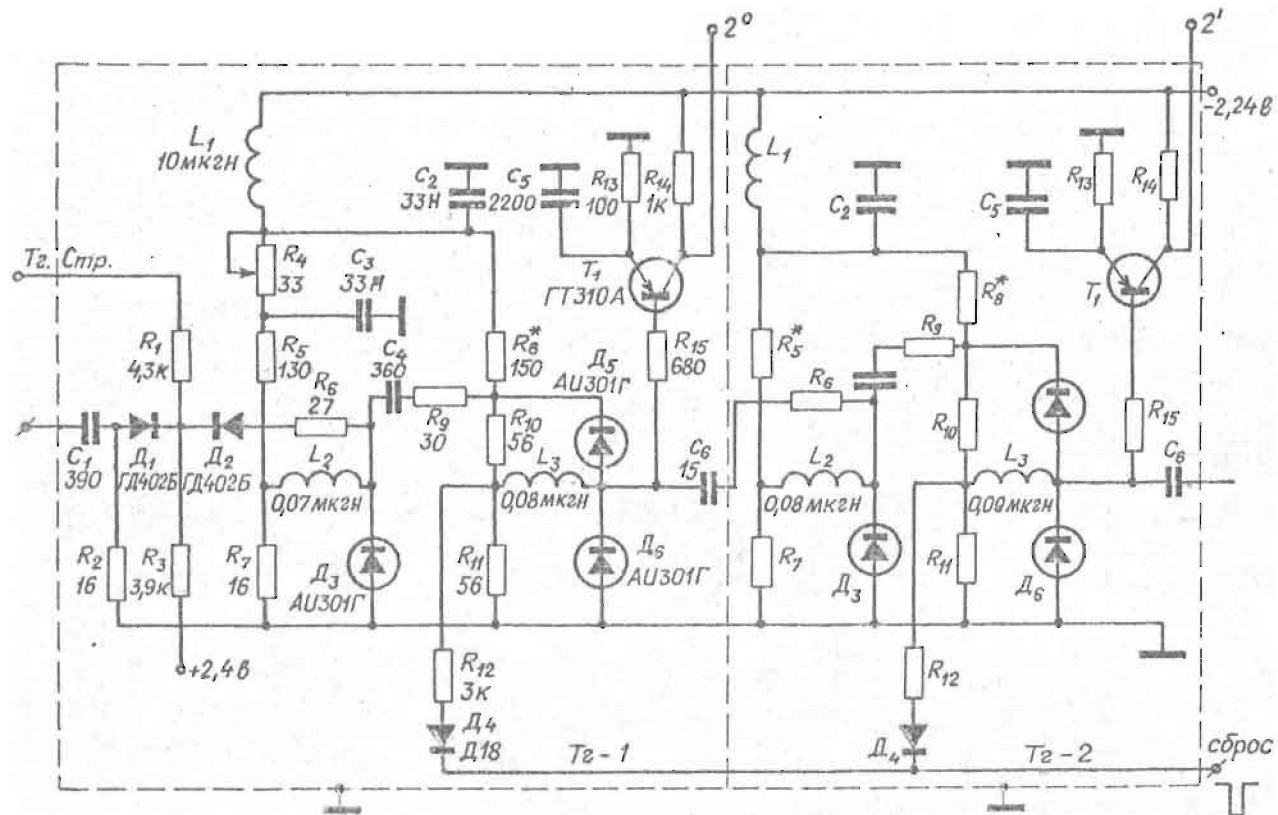 2⁰
2'
-2,24в
L1
10мкгн
C2
33Н
C5
2200
R13
100
R14
1к
L1
C2
C5
R13
R14
Тг. Стр.
R4
33
C3
33Н
T1
ГТ310А
R8*
T1
R1
4,3к
R5
130
C4
360
R8*
150
Д5
АИ301Г
R15
680
R5*
R9
R6
27
R9
30
R10
56
R6
R10
R15
C1
390
Д1
ГД402Б
Д2
ГД402Б
L2
0,07мкгн
L3
0,08мкгн
C6
15
L2
0,08мкгн
L3
0,09мкгн
C6
R2
16
R3
3,9к
R7
16
Д3
АИ301Г
R11
56
Д6
АИ301Г
R7
Д3
R11
Д6
+2,4в
R12
3к
R12
Д4
Д18
Тг-1
Д4
Тг-2
сброс